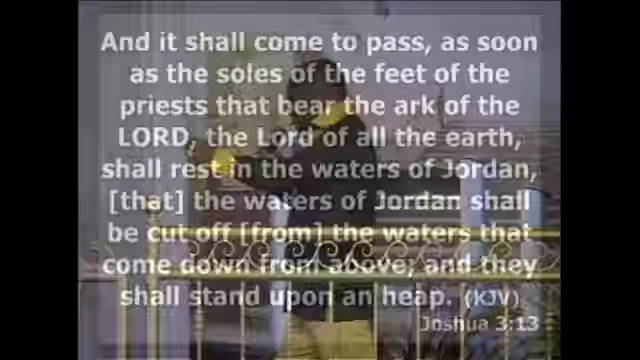 And it shall come to pass, as soon
as the soles of the feet of the
priests that bear the ark of the
LORD, the Lord of all the earth,
shall rest in the waters of Jordan,
[that] the waters of Jordan shall
be cut off [from] the waters that
come down from above; and they
shall stand upon an heap. (KJV)
Joshua 3:13